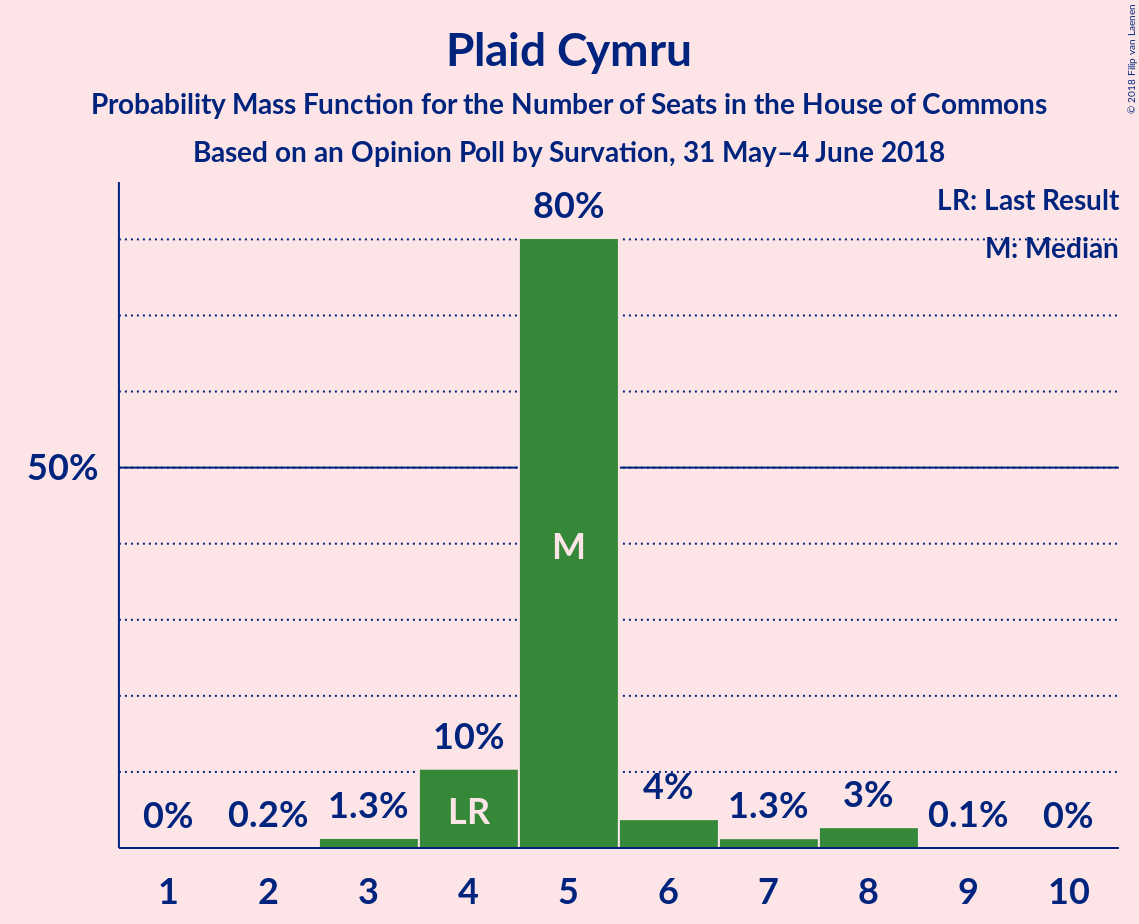 Plaid Cymru
Probability Mass Function for the Number of Seats in the House of Commons
Based on an Opinion Poll by Survation, 31 May–4 June 2018
© 2018 Filip van Laenen
LR: Last Result
M: Median
50%
0%
0.2%
1.3%
10%
80%
4%
1.3%
3%
0.1%
0%
LR
M
1 2 3 4 5 6 7 8 9 10